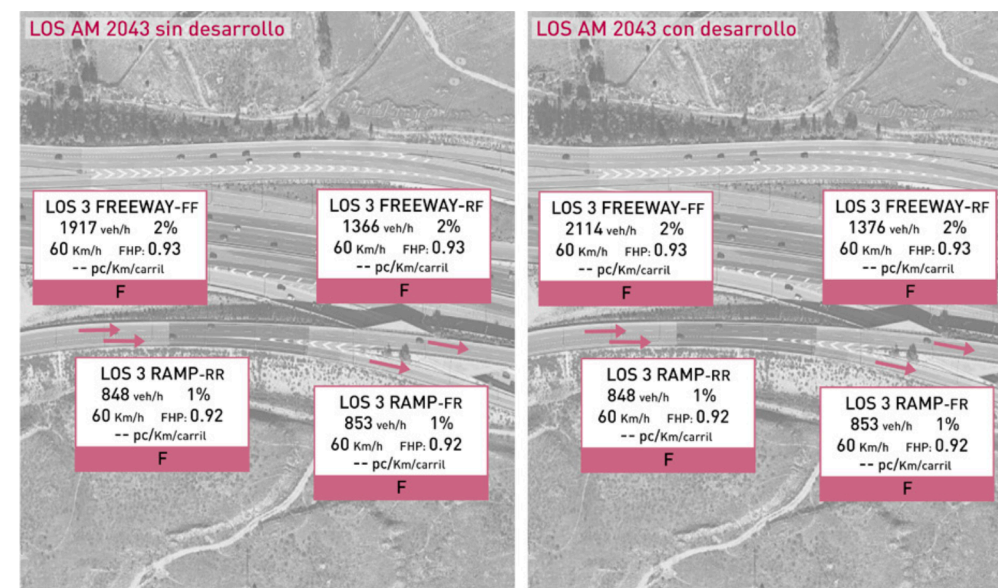 LOS AM 2043 sin desarrollo
LOS 3 FREEWAY-FF
1917 veh/h 2%
60 Km/h FHP: 0.93
-- pc/Km/carril
F
LOS 3 FREEWAY-RF
1366 veh/h 2%
60 Km/h FHP: 0.93
-- pc/Km/carril
F
LOS 3 RAMP-RR
848 veh/h 1%
60 Km/h FHP: 0.92
-- pc/Km/carril
F
LOS 3 RAMP-FR
853 veh/h 1%
60 Km/h FHP: 0.92
-- pc/Km/carril
F
LOS AM 2043 con desarrollo
LOS 3 FREEWAY-FF
2114 veh/h 2%
60 Km/h FHP: 0.93
-- pc/Km/carril
F
LOS 3 FREEWAY-RF
1376 veh/h 2%
60 Km/h FHP: 0.93
-- pc/Km/carril
F
LOS 3 RAMP-RR
848 veh/h 1%
60 Km/h FHP: 0.92
-- pc/Km/carril
F
LOS 3 RAMP-FR
853 veh/h 1%
60 Km/h FHP: 0.92
-- pc/Km/carril
F